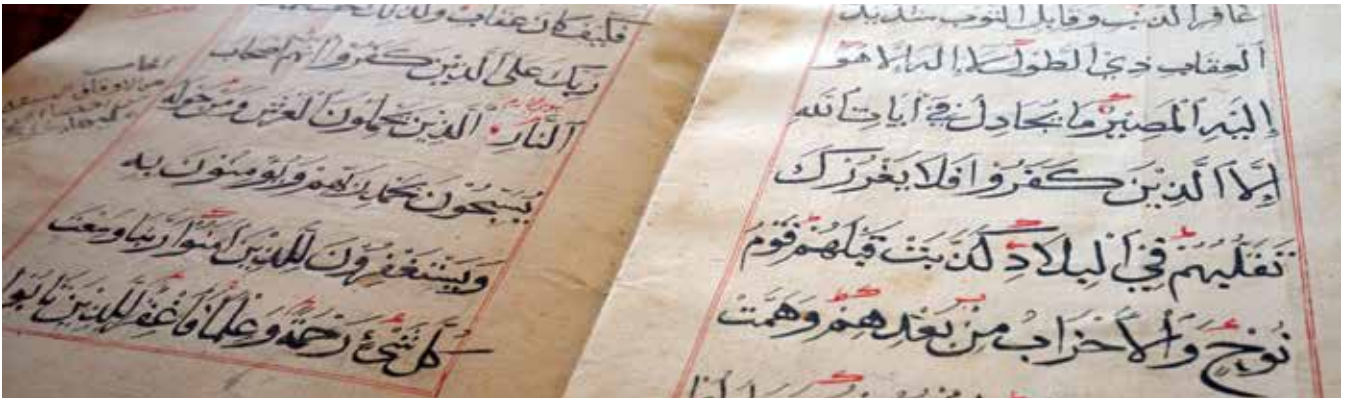 غافر الذنب وقابل التوب شديد
العقاب ذي الطول لا إله إلا هو
إليه المصير ما يجادل في آيات الله
إلا الذين كفروا فلا يغررك
تقلبهم في البلاد كذبت قبلهم قوم
نوح والأحزاب من بعدهم وهمت
فكيف كان عقاب وكذلك
ربك على الذين كفروا أنهم أصحاب
النار الذين يحملون العرش ومن حوله
يسبحون بحمد ربهم ويؤمنون به
ويستغفرون للذين آمنوا ربنا وسعت
كل شيء رحمة وعلما فاغفر للذين تابوا